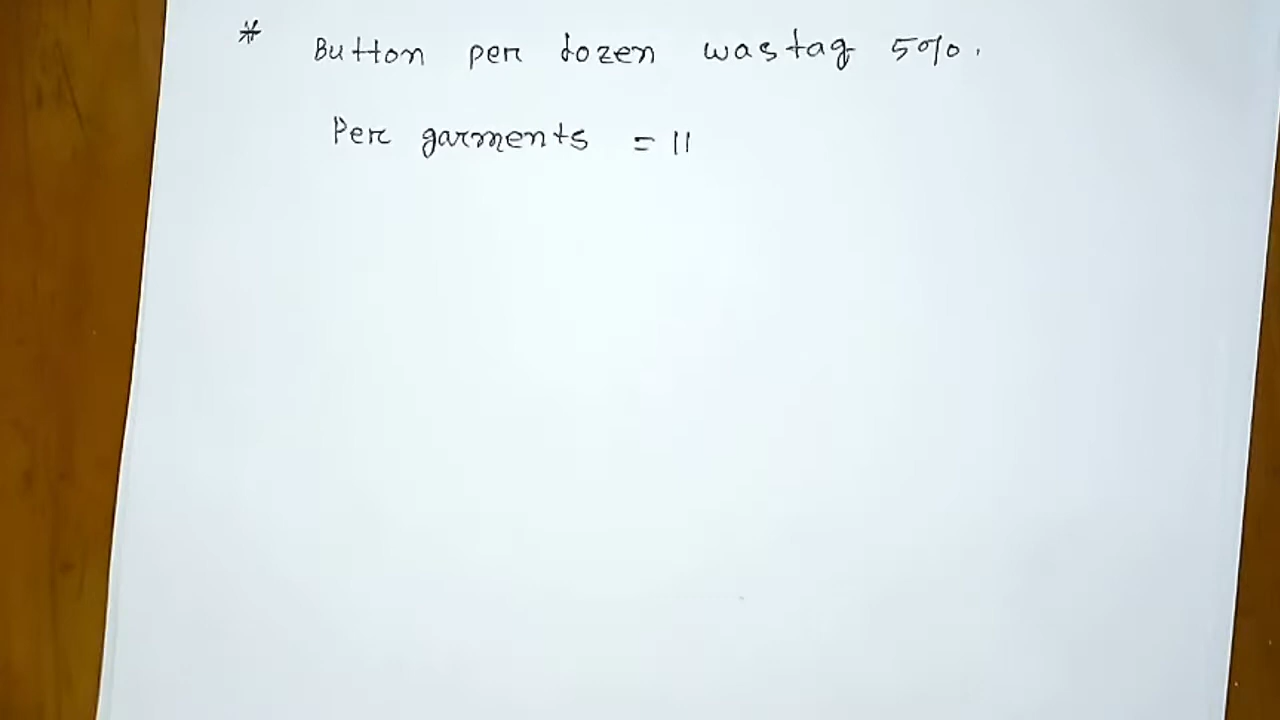 * Button per dozen wastag 5%.
Per garments = 11